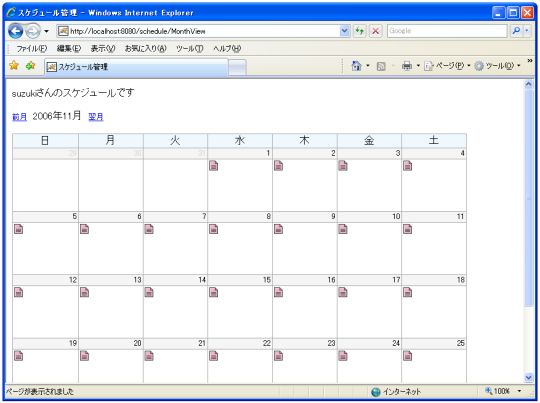 スケジュール管理 - Windows Internet Explorer
http://localhost:8080/schedule/MonthView
Google
ファイル(F) 編集(E) 表示(V) お気に入り(A) ツール(T) ヘルプ(H)
スケジュール管理
ページ(P) ツール(O) »
suzukiさんのスケジュールです
前月 2006年11月 翌月
日 月 火 水 木 金 土
29 30 31 1 2 3 4
5 6 7 8 9 10 11
12 13 14 15 16 17 18
19 20 21 22 23 24 25
ページが表示されました
インターネット
100%